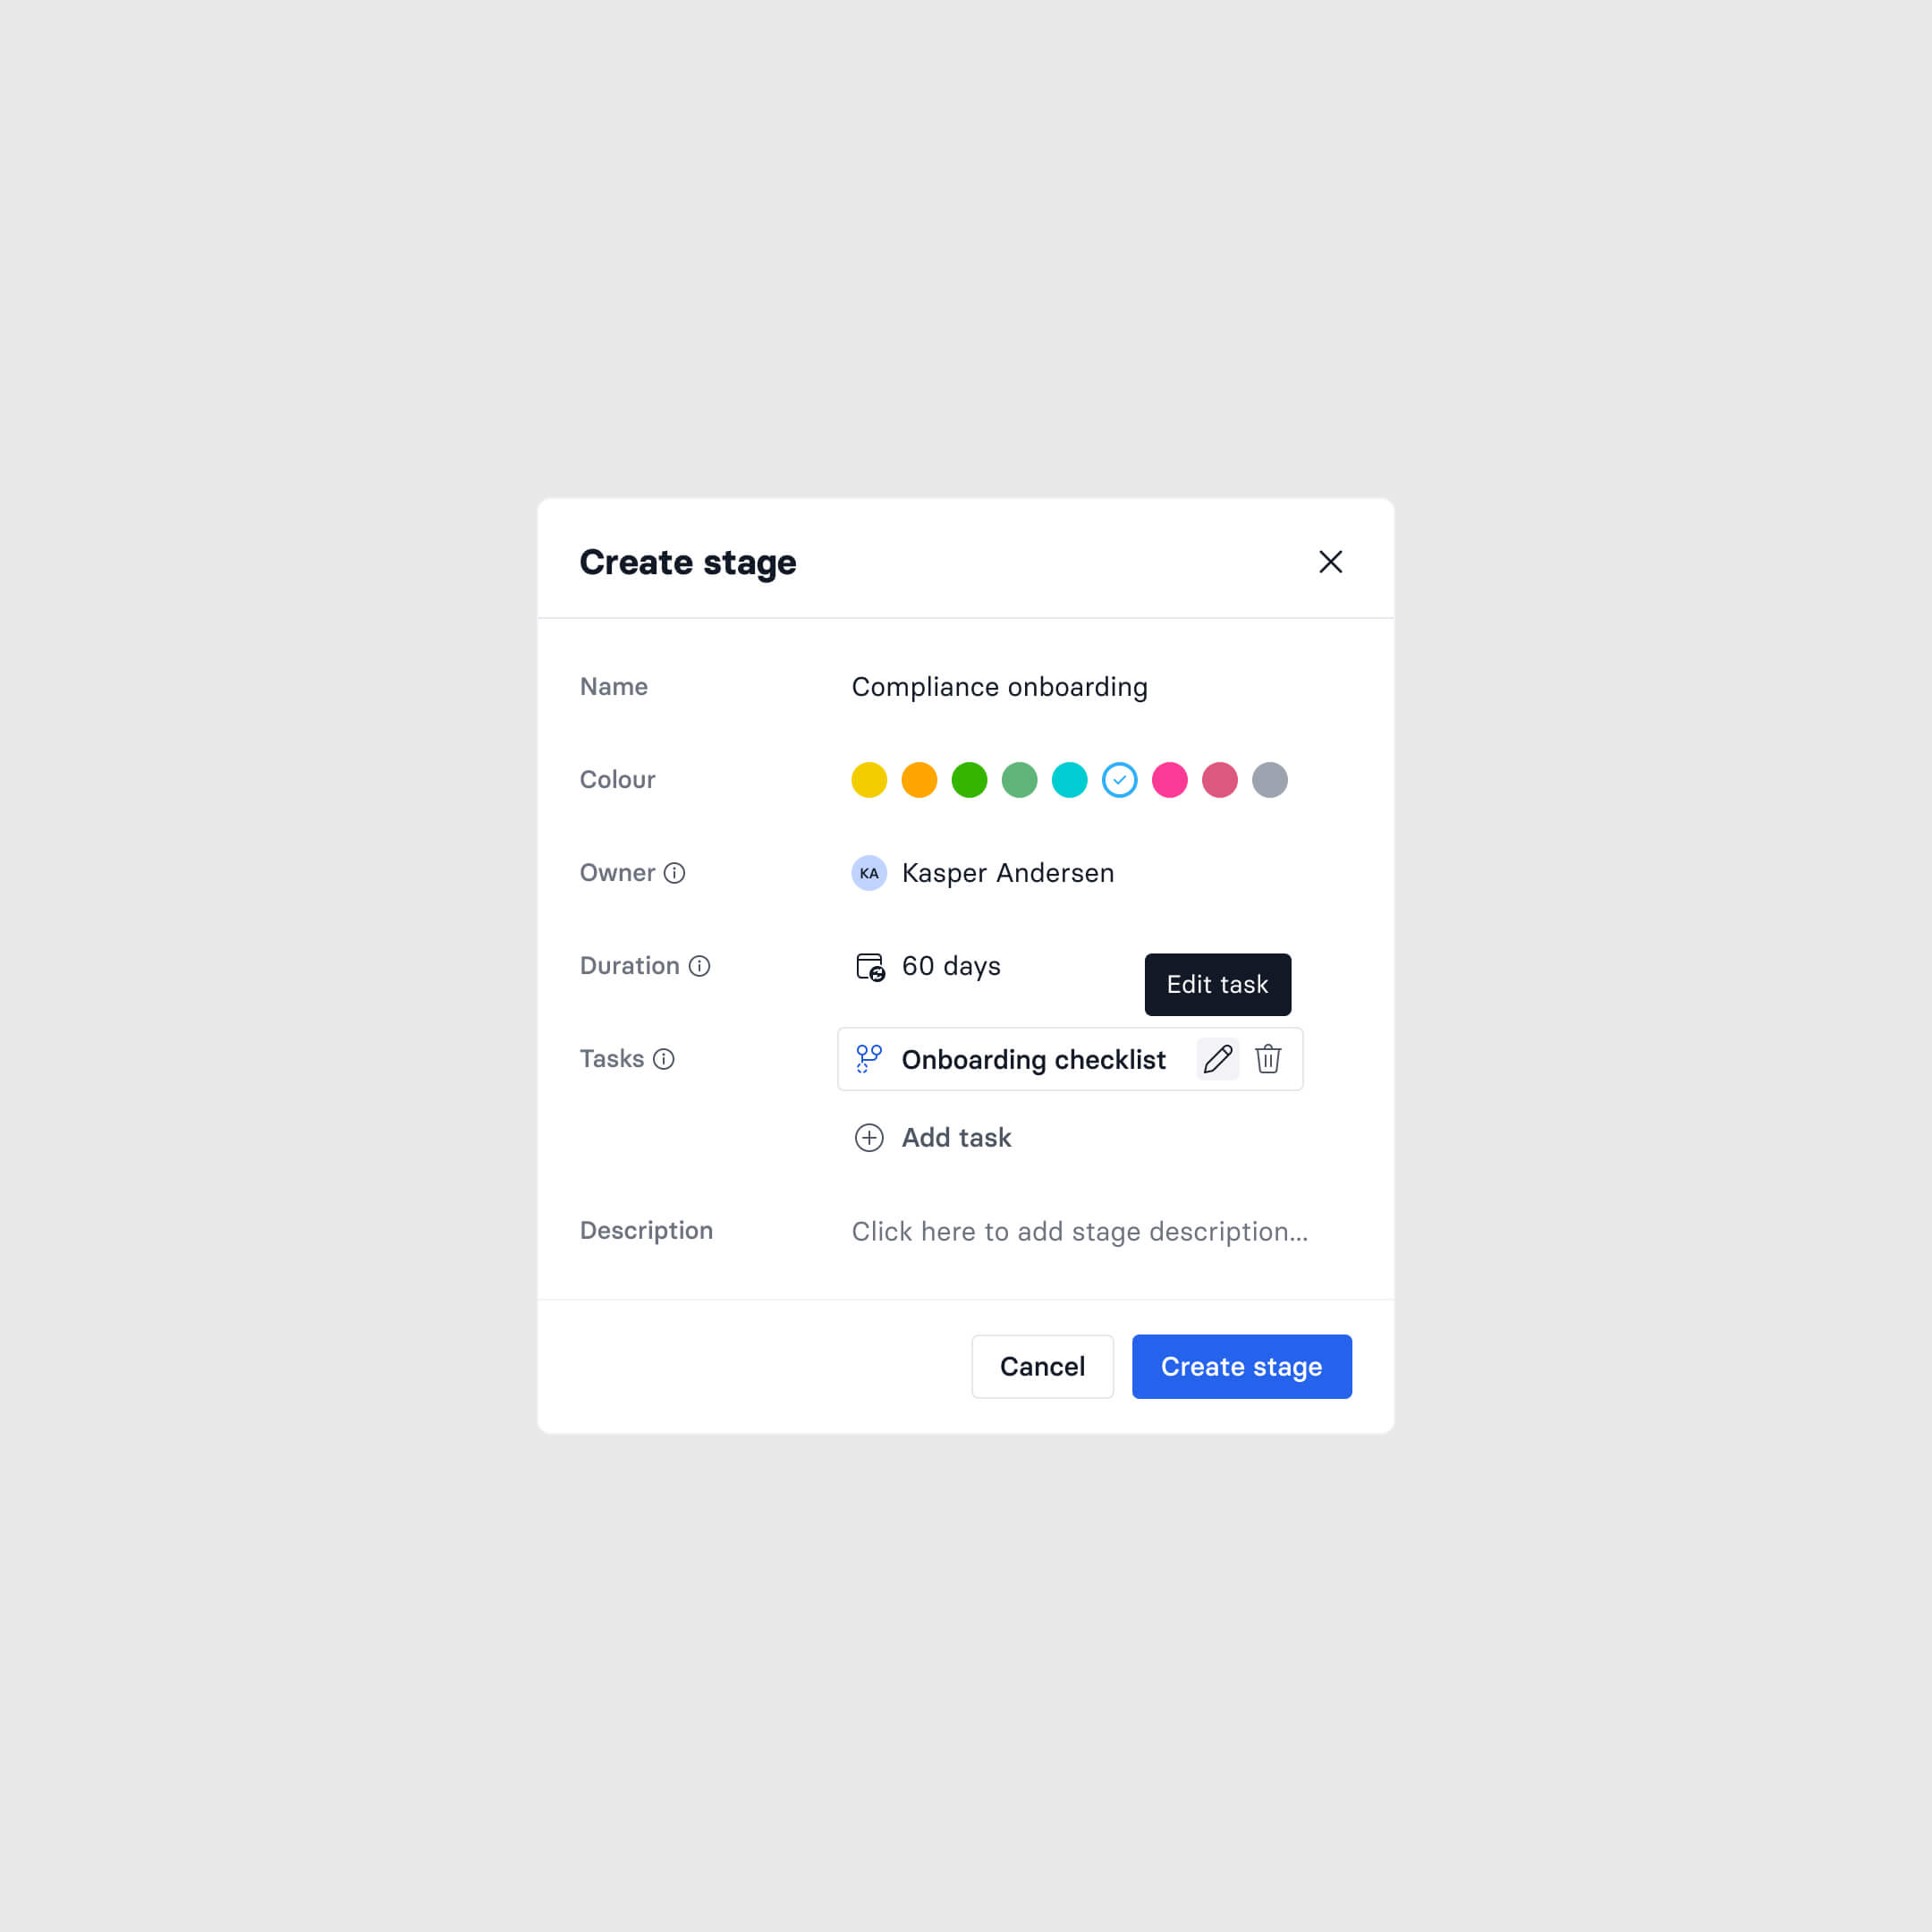 Create stage
Name
Compliance onboarding
Colour
Owner
KA
Kasper Andersen
Duration
60 days
Edit task
Tasks
Onboarding checklist
Add task
Description
Click here to add stage description...
Cancel
Create stage